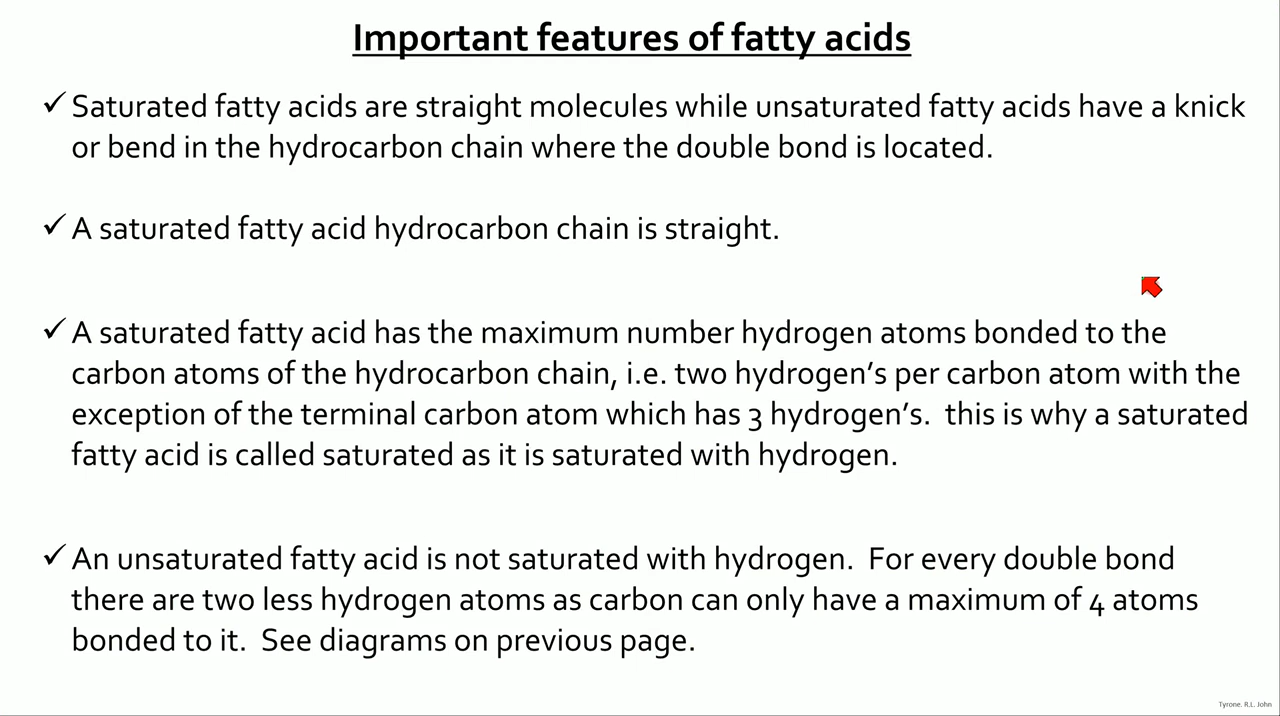 Important features of fatty acids
✓ Saturated fatty acids are straight molecules while unsaturated fatty acids have a knick
or bend in the hydrocarbon chain where the double bond is located.
✓ A saturated fatty acid hydrocarbon chain is straight.
✓ A saturated fatty acid has the maximum number hydrogen atoms bonded to the
carbon atoms of the hydrocarbon chain, i.e. two hydrogen’s per carbon atom with the
exception of the terminal carbon atom which has 3 hydrogen’s.  this is why a saturated
fatty acid is called saturated as it is saturated with hydrogen.
✓ An unsaturated fatty acid is not saturated with hydrogen.  For every double bond
there are two less hydrogen atoms as carbon can only have a maximum of 4 atoms
bonded to it.  See diagrams on previous page.
Tyrone. R.L. John